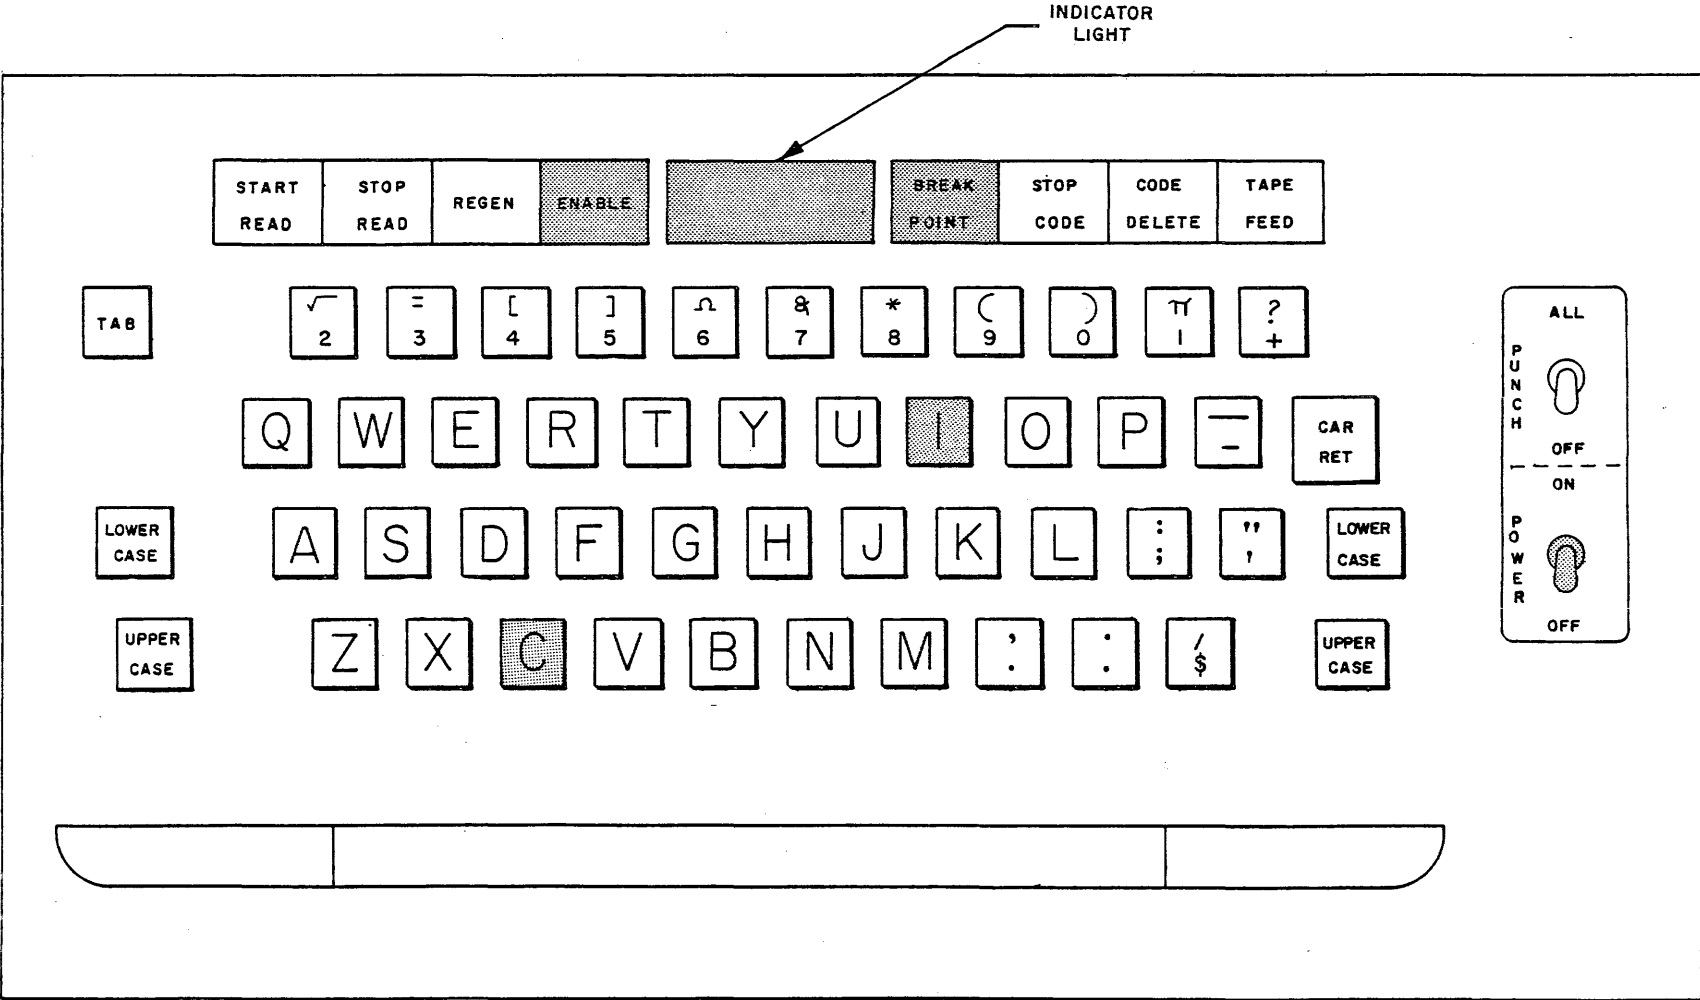 INDICATOR
LIGHT
START READ
STOP READ
REGEN
ENABLE
BREAK POINT
STOP CODE
CODE DELETE
TAPE FEED
TAB
√ 2
= 3
[ 4
] 5
Ω 6
& 7
* 8
( 9
) 0
π 1
? +
ALL
PUNCH
OFF
Q W E R T Y U I O P — -
CAR RET
ON
POWER
OFF
LOWER CASE
A S D F G H J K L : ; " '
LOWER CASE
UPPER CASE
Z X C V B N M , . : / $
UPPER CASE